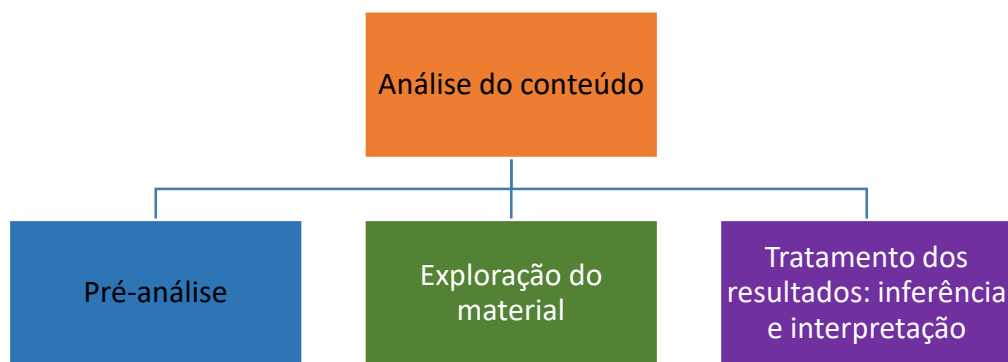 Análise do conteúdo
Pré-análise
Exploração do
material
Tratamento dos
resultados: inferência
e interpretação